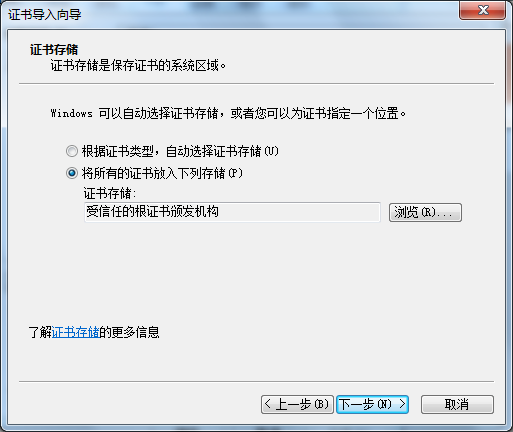 证书导入向导
证书存储
证书存储是保存证书的系统区域。
Windows 可以自动选择证书存储，或者您可以为证书指定一个位置。
根据证书类型，自动选择证书存储(U)
将所有的证书放入下列存储(P)
证书存储:
受信任的根证书颁发机构
浏览(R)...
了解证书存储的更多信息
< 上一步(B)
下一步(N) >
取消